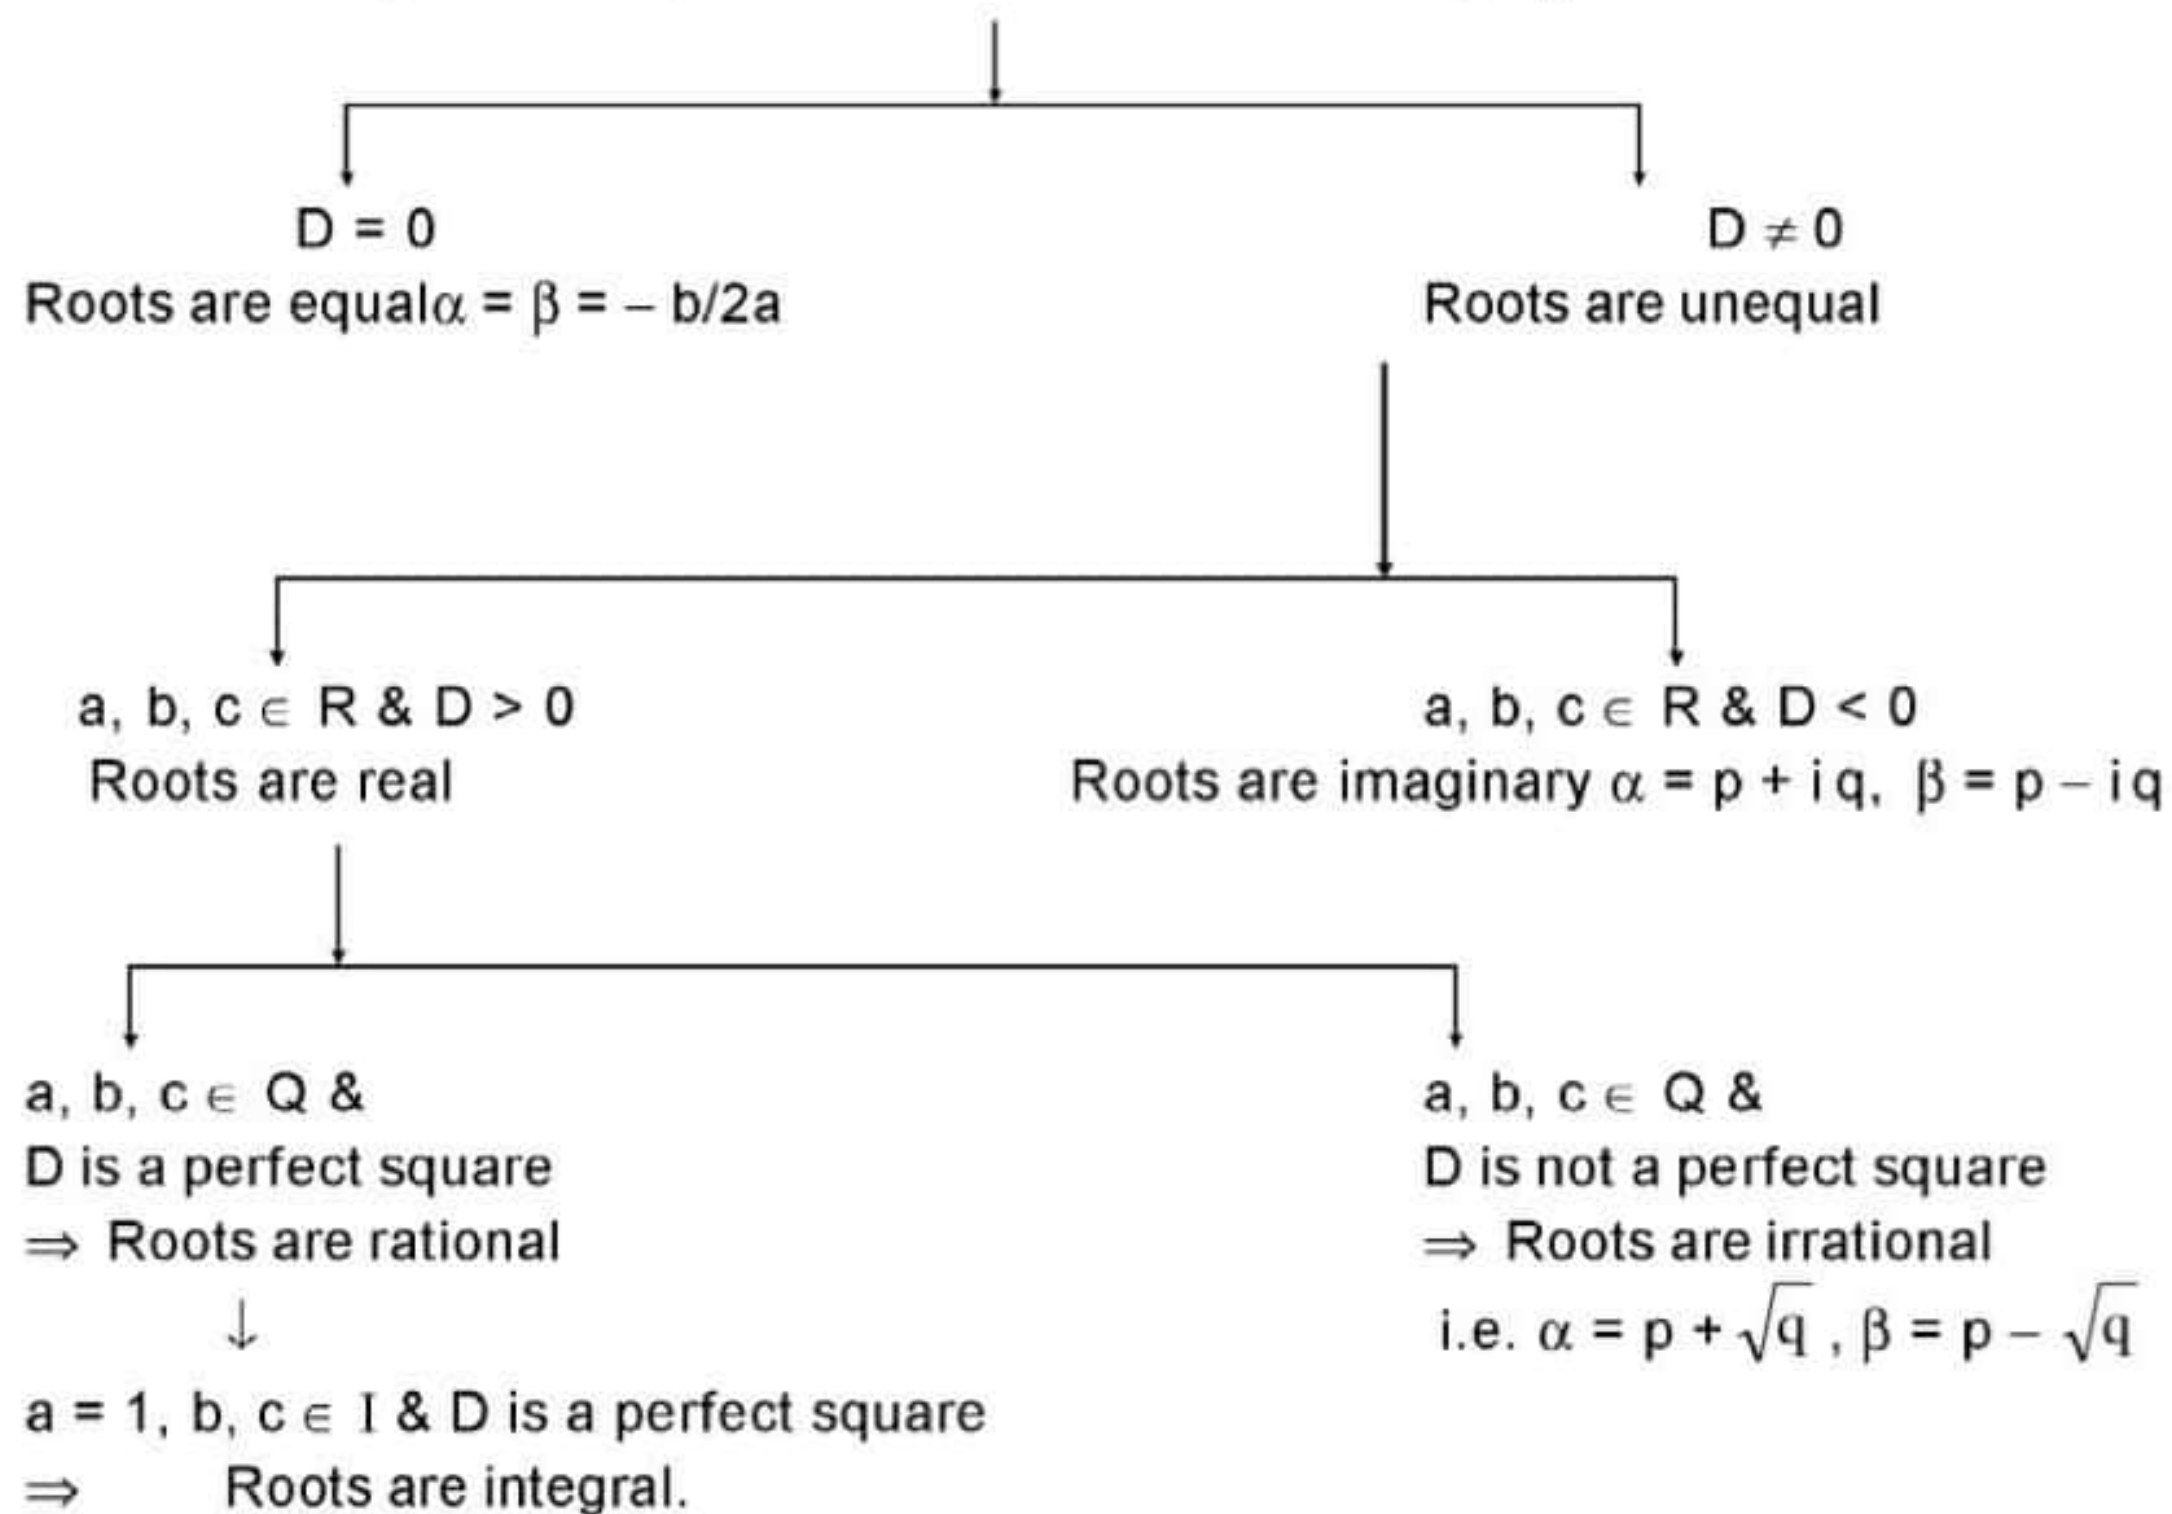 D = 0
D ≠ 0
Roots are equalα = β = – b/2a
Roots are unequal
a, b, c ∈ R & D > 0
a, b, c ∈ R & D < 0
Roots are real
Roots are imaginary α = p + i q, β = p – i q
a, b, c ∈ Q &
D is a perfect square
⇒ Roots are rational
↓
a = 1, b, c ∈ I & D is a perfect square
⇒ Roots are integral.
a, b, c ∈ Q &
D is not a perfect square
⇒ Roots are irrational
i.e. α = p + √q , β = p – √q